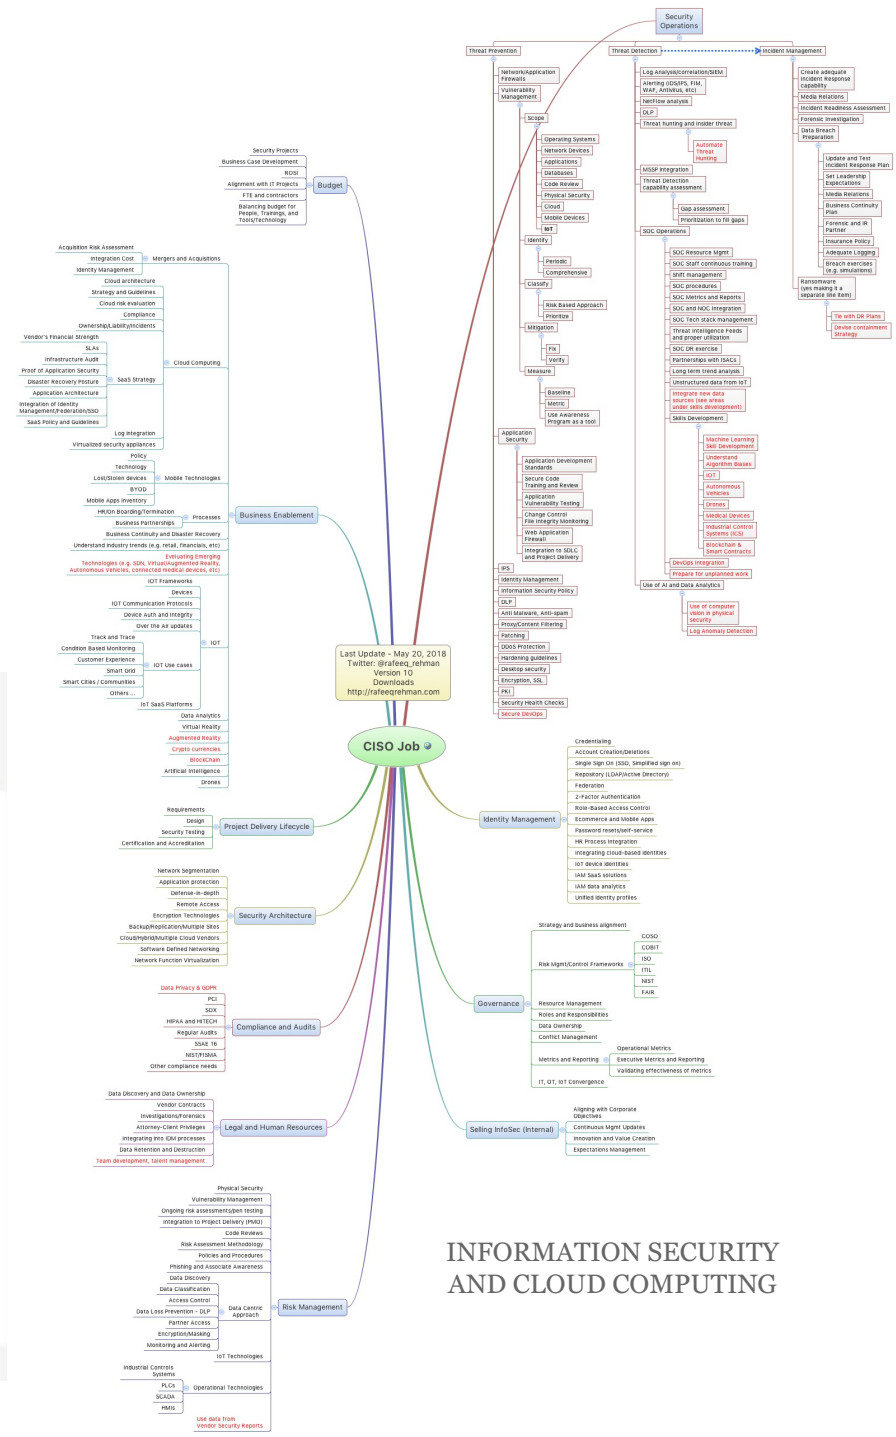 Security
Operations
Threat Prevention
Network/Application
Firewalls
Vulnerability
Management
Scope
Operating Systems
Network Devices
Applications
Databases
Code Review
Physical Security
Cloud
Mobile Devices
IOT
Identify
Periodic
Comprehensive
Classify
Risk Based Approach
Prioritize
Mitigation
Fix
Verify
Measure
Baseline
Metric
Use Awareness
Program as a tool
Application
Security
Application Development
Standards
Secure Code
Training and Review
Application
Vulnerability Testing
Change Control
File Integrity Monitoring
Web Application
Firewall
Integration to SDLC
and Project Delivery
IPS
Identity Management
Information Security Policy
DLP
Anti Malware, Anti-spam
Proxy/Content Filtering
Patching
DDoS Protection
Hardening guidelines
Desktop security
Encryption, SSL
PKI
Security Health Checks
Secure DevOps
Threat Detection
Log Analysis/correlation/SIEM
Alerting (IDS/IPS, FIM,
WAF, Antivirus, etc)
NetFlow analysis
DLP
Threat hunting and Insider threat
Automate
Threat
Hunting
MSSP integration
Threat Detection
capability assessment
Gap assessment
Prioritization to fill gaps
SOC Operations
SOC Resource Mgmt
SOC Staff continuous training
Shift management
SOC procedures
SOC Metrics and Reports
SOC and NOC Integration
SOC Tech stack management
Threat Intelligence Feeds
and proper utilization
SOC DR exercise
Partnerships with ISACs
Long term trend analysis
Unstructured data from IoT
Integrate new data
sources (see areas
under skills development)
Skills Development
Machine Learning
Skill Development
Understand
Algorithm Biases
IOT
Autonomous
Vehicles
Drones
Medical Devices
Industrial Control
Systems (ICS)
Blockchain &
Smart Contracts
DevOps Integration
Prepare for unplanned work
Use of AI and Data Analytics
Use of computer
vision in physical
security
Log Anomaly Detection
Incident Management
Create adequate
Incident Response
capability
Media Relations
Incident Readiness Assessment
Forensic Investigation
Data Breach
Preparation
Update and Test
Incident Response Plan
Set Leadership
Expectations
Media Relations
Business Continuity
Plan
Forensic and IR
Partner
Insurance Policy
Adequate Logging
Breach exercises
(e.g. simulations)
Ransomware
(yes making it a
separate line item)
Tie with DR Plans
Devise containment
Strategy
Security Projects
Business Case Development
ROSI
Alignment with IT Projects
FTE and contractors
Balancing budget for
People, Trainings, and
Tools/Technology
Budget
Acquisition Risk Assessment
Integration Cost
Identity Management
Mergers and Acquisitions
Cloud architecture
Strategy and Guidelines
Cloud risk evaluation
Compliance
Ownership/Liability/Incidents
Vendor's Financial Strength
SLAs
Infrastructure Audit
Proof of Application Security
Disaster Recovery Posture
Application Architecture
Integration of Identity
Management/Federation/SSO
SaaS Policy and Guidelines
SaaS Strategy
Cloud Computing
Log integration
Virtualized security appliances
Policy
Technology
Lost/Stolen devices
BYOD
Mobile Apps Inventory
Mobile Technologies
HR/On Boarding/Termination
Business Partnerships
Processes
Business Continuity and Disaster Recovery
Understand industry trends (e.g. retail, financials, etc)
Evaluating Emerging
Technologies (e.g. SDN, Virtual/Augmented Reality,
Autonomous Vehicles, connected medical devices, etc)
Business Enablement
IOT Frameworks
Devices
IOT Communication Protocols
Device Auth and Integrity
Over the Air updates
IOT
Track and Trace
Condition Based Monitoring
Customer Experience
Smart Grid
Smart Cities / Communities
Others ...
IOT Use cases
IoT SaaS Platforms
Data Analytics
Virtual Reality
Augmented Reality
Crypto currencies
BlockChain
Artificial Intelligence
Drones
Last Update - May 20, 2018
Twitter: @rafeeq_rehman
Version 10
Downloads
http://rafeeqrehman.com
CISO Job
Requirements
Design
Security Testing
Certification and Accreditation
Project Delivery Lifecycle
Network Segmentation
Application protection
Defense-in-depth
Remote Access
Encryption Technologies
Backup/Replication/Multiple Sites
Cloud/Hybrid/Multiple Cloud Vendors
Software Defined Networking
Network Function Virtualization
Security Architecture
Data Privacy & GDPR
PCI
SOX
HIPAA and HITECH
Regular Audits
SSAE 16
NIST/FISMA
Other compliance needs
Compliance and Audits
Data Discovery and Data Ownership
Vendor Contracts
Investigations/Forensics
Attorney-Client Privileges
Integrating into IDM processes
Data Retention and Destruction
Team development, talent management
Legal and Human Resources
Physical Security
Vulnerability Management
Ongoing risk assessments/pen testing
Integration to Project Delivery (PMO)
Code Reviews
Risk Assessment Methodology
Policies and Procedures
Phishing and Associate Awareness
Data Discovery
Data Classification
Access Control
Data Loss Prevention - DLP
Partner Access
Encryption/Masking
Monitoring and Alerting
Data Centric
Approach
Risk Management
IoT Technologies
Industrial Controls
Systems
PLCs
SCADA
HMIs
Operational Technologies
Use data from
Vendor Security Reports
Identity Management
Credentialing
Account Creation/Deletions
Single Sign On (SSO, Simplified sign on)
Repository (LDAP/Active Directory)
Federation
2-Factor Authentication
Role-Based Access Control
Ecommerce and Mobile Apps
Password resets/self-service
HR Process Integration
Integrating cloud-based identities
IoT device identities
IAM SaaS solutions
IAM data analytics
Unified identity profiles
Governance
Strategy and business alignment
Risk Mgmt/Control Frameworks
COSO
COBIT
ISO
ITIL
NIST
FAIR
Resource Management
Roles and Responsibilities
Data Ownership
Conflict Management
Metrics and Reporting
Operational Metrics
Executive Metrics and Reporting
Validating effectiveness of metrics
IT, OT, IoT Convergence
Selling InfoSec (Internal)
Aligning with Corporate
Objectives
Continuous Mgmt Updates
Innovation and Value Creation
Expectations Management
INFORMATION SECURITY
AND CLOUD COMPUTING